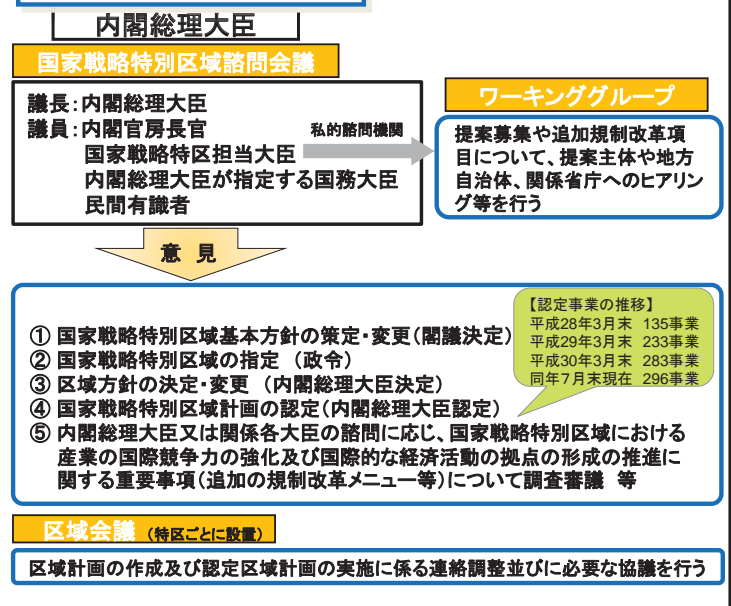 内閣総理大臣
国家戦略特別区域諮問会議
議長：内閣総理大臣
議員：内閣官房長官
国家戦略特区担当大臣
内閣総理大臣が指定する国務大臣
民間有識者
私的諮問機関
ワーキンググループ
提案募集や追加規制改革項
目について、提案主体や地方
自治体、関係省庁へのヒアリン
グ等を行う
意　見
【認定事業の推移】
平成28年3月末　135事業
平成29年3月末　233事業
平成30年3月末　283事業
同年７月末現在　296事業
① 国家戦略特別区域基本方針の策定・変更（閣議決定）
② 国家戦略特別区域の指定　（政令）
③ 区域方針の決定・変更　（内閣総理大臣決定）
④ 国家戦略特別区域計画の認定（内閣総理大臣認定）
⑤ 内閣総理大臣又は関係各大臣の諮問に応じ、国家戦略特別区域における
産業の国際競争力の強化及び国際的な経済活動の拠点の形成の推進に
関する重要事項（追加の規制改革メニュー等）について調査審議　等
区域会議（特区ごとに設置）
区域計画の作成及び認定区域計画の実施に係る連絡調整並びに必要な協議を行う